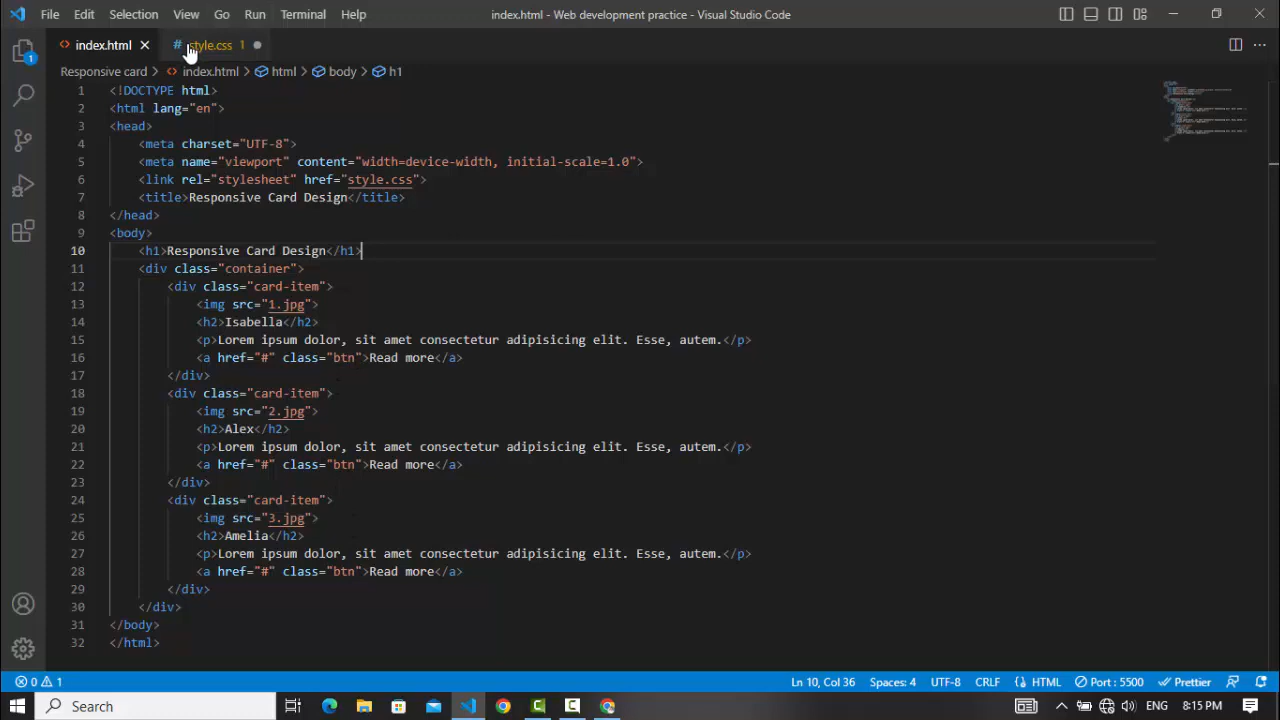 File Edit Selection View Go Run Terminal Help index.html - Web development practice - Visual Studio Code
index.html # style.css 1
Responsive card > index.html > html > body > h1
1 <!DOCTYPE html>
2 <html lang="en">
3 <head>
4 <meta charset="UTF-8">
5 <meta name="viewport" content="width=device-width, initial-scale=1.0">
6 <link rel="stylesheet" href="style.css">
7 <title>Responsive Card Design</title>
8 </head>
9 <body>
10 <h1>Responsive Card Design</h1>
11 <div class="container">
12 <div class="card-item">
13 <img src="1.jpg">
14 <h2>Isabella</h2>
15 <p>Lorem ipsum dolor, sit amet consectetur adipisicing elit. Esse, autem.</p>
16 <a href="#" class="btn">Read more</a>
17 </div>
18 <div class="card-item">
19 <img src="2.jpg">
20 <h2>Alex</h2>
21 <p>Lorem ipsum dolor, sit amet consectetur adipisicing elit. Esse, autem.</p>
22 <a href="#" class="btn">Read more</a>
23 </div>
24 <div class="card-item">
25 <img src="3.jpg">
26 <h2>Amelia</h2>
27 <p>Lorem ipsum dolor, sit amet consectetur adipisicing elit. Esse, autem.</p>
28 <a href="#" class="btn">Read more</a>
29 </div>
30 </div>
31 </body>
32 </html>
1
0 1 Ln 10, Col 36 Spaces: 4 UTF-8 CRLF HTML Port : 5500 Prettier
Search ENG 8:15 PM